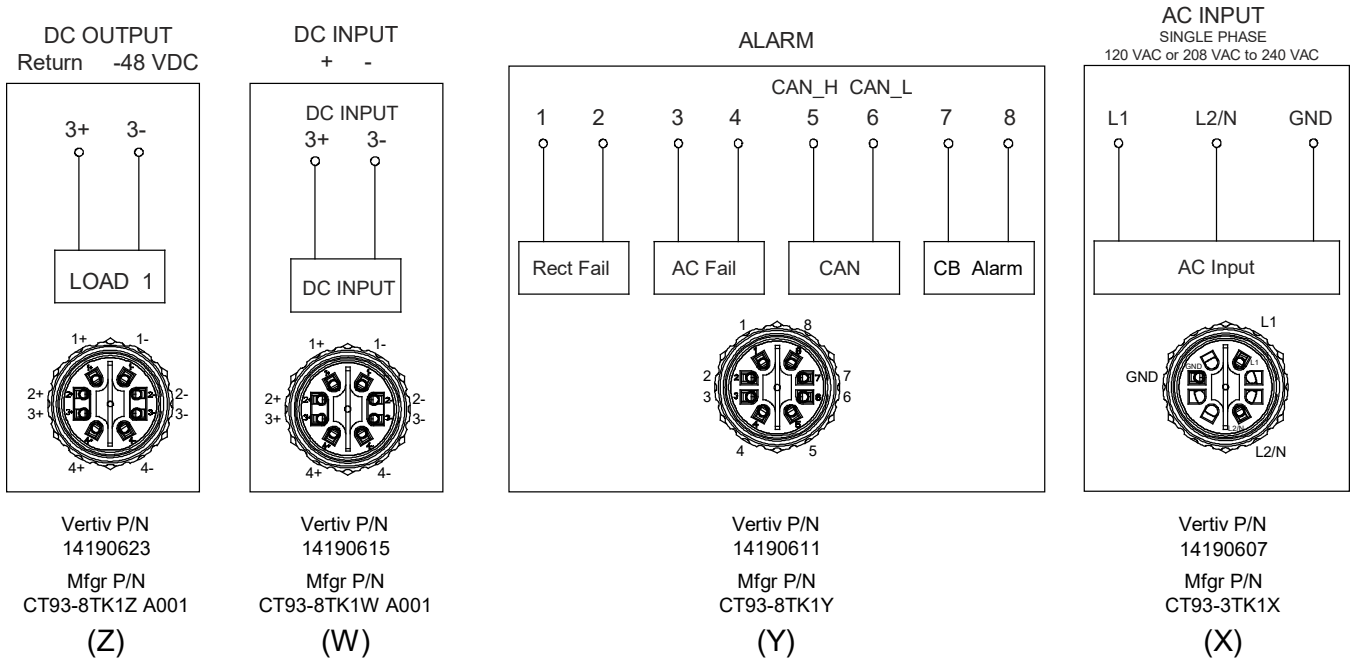 DC OUTPUT
Return -48 VDC
3+ 3-
LOAD 1
1+ 1-
2+ 2-
3+ 3-
4+ 4-
Vertiv P/N
14190623
Mfgr P/N
CT93-8TK1Z A001
(Z)
DC INPUT
+ -
DC INPUT
3+ 3-
DC INPUT
1+ 1-
2+ 2-
3+ 3-
4+ 4-
Vertiv P/N
14190615
Mfgr P/N
CT93-8TK1W A001
(W)
ALARM
CAN_H CAN_L
1 2 3 4 5 6 7 8
Rect Fail AC Fail CAN CB Alarm
1 8
2 7
3 6
4 5
Vertiv P/N
14190611
Mfgr P/N
CT93-8TK1Y
(Y)
AC INPUT
SINGLE PHASE
120 VAC or 208 VAC to 240 VAC
L1 L2/N GND
AC Input
L1
GND
GND L1
L2/N
L2/N
Vertiv P/N
14190607
Mfgr P/N
CT93-3TK1X
(X)